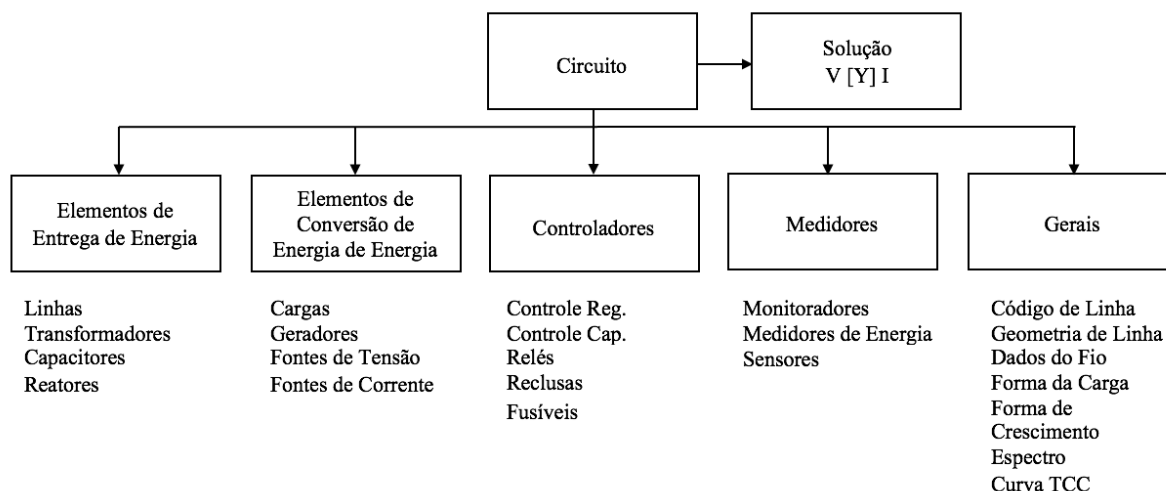 Circuito
Solução
V [Y] I
Elementos de
Entrega de Energia
Elementos de
Conversão de
Energia de Energia
Controladores
Medidores
Gerais
Linhas
Transformadores
Capacitores
Reatores
Cargas
Geradores
Fontes de Tensão
Fontes de Corrente
Controle Reg.
Controle Cap.
Relés
Reclusas
Fusíveis
Monitoradores
Medidores de Energia
Sensores
Código de Linha
Geometria de Linha
Dados do Fio
Forma da Carga
Forma de
Crescimento
Espectro
Curva TCC